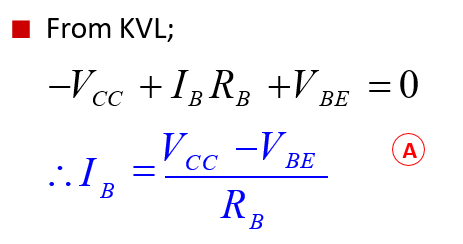 ■ From KVL;
−V_CC + I_B R_B + V_BE = 0
∴ I_B = (V_CC − V_BE) / R_B
A